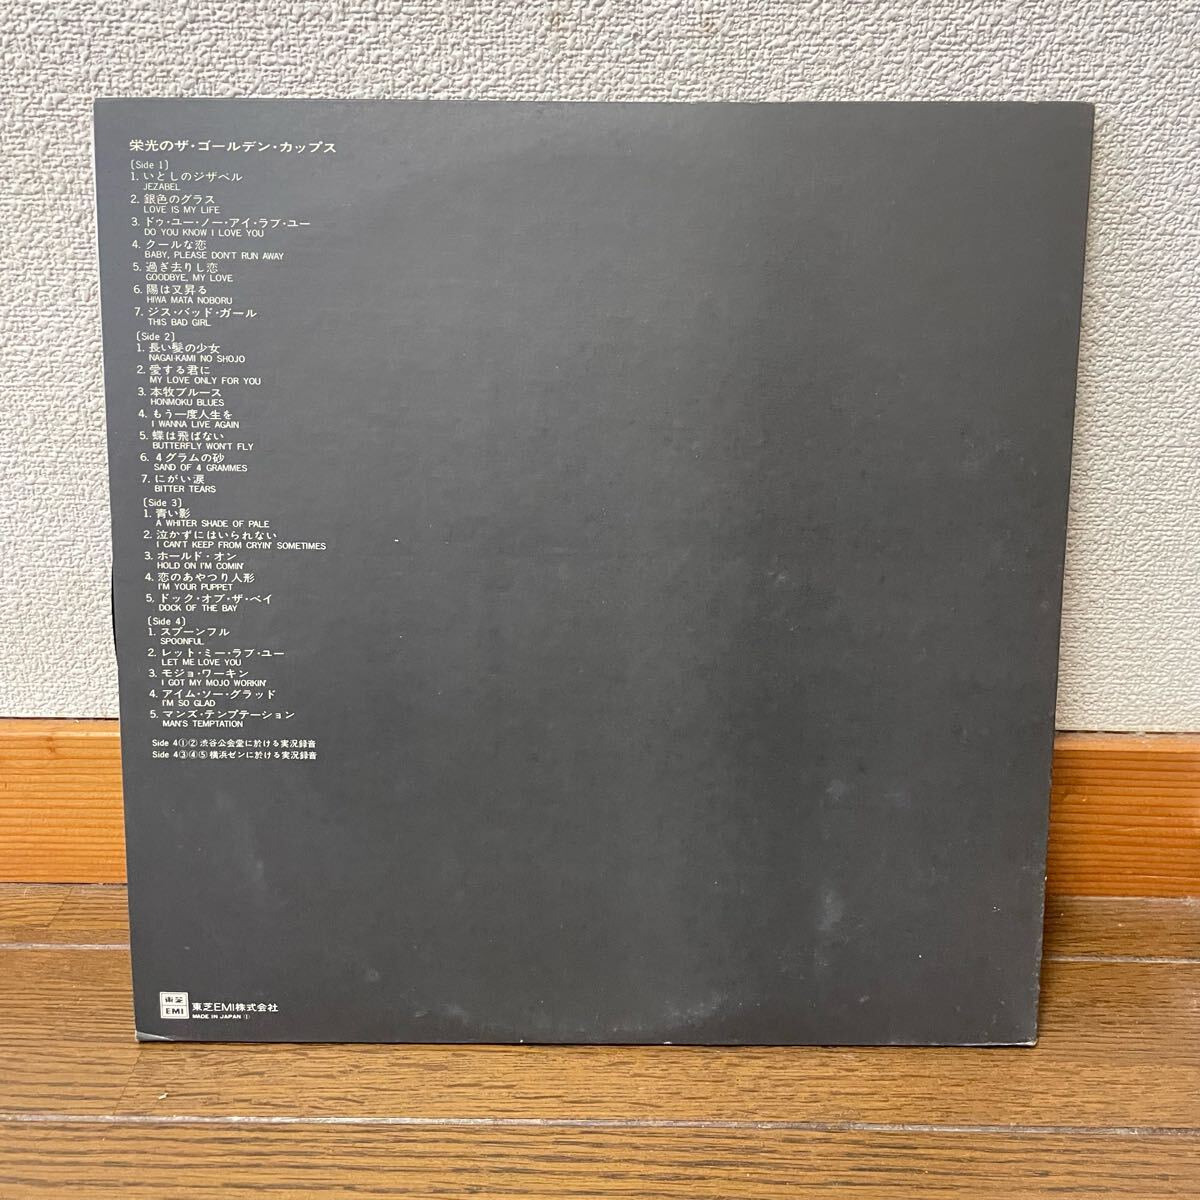 栄光のザ・ゴールデン・カップス
〔Side 1〕
1. いとしのジザベル
JEZABEL
2. 銀色のグラス
LOVE IS MY LIFE
3. ドゥ・ユー・ノー・アイ・ラブ・ユー
DO YOU KNOW I LOVE YOU
4. クールな恋
BABY, PLEASE DON'T RUN AWAY
5. 過ぎ去りし恋
GOODBYE, MY LOVE
6. 陽は又昇る
HIWA MATA NOBORU
7. ジス・バッド・ガール
THIS BAD GIRL
〔Side 2〕
1. 長い髪の少女
NAGAI-KAMI NO SHOJO
2. 愛する君に
MY LOVE ONLY FOR YOU
3. 本牧ブルース
HONMOKU BLUES
4. もう一度人生を
I WANNA LIVE AGAIN
5. 蝶は飛ばない
BUTTERFLY WON'T FLY
6. 4グラムの砂
SAND OF 4 GRAMMES
7. にがい涙
BITTER TEARS
〔Side 3〕
1. 青い影
A WHITER SHADE OF PALE
2. 泣かずにはいられない
I CAN'T KEEP FROM CRYIN' SOMETIMES
3. ホールド・オン
HOLD ON I'M COMIN'
4. 恋のあやつり人形
I'M YOUR PUPPET
5. ドック・オブ・ザ・ベイ
DOCK OF THE BAY
〔Side 4〕
1. スプーンフル
SPOONFUL
2. レット・ミー・ラブ・ユー
LET ME LOVE YOU
3. モジョ・ワーキン
I GOT MY MOJO WORKIN'
4. アイム・ソー・グラッド
I'M SO GLAD
5. マンズ・テンプテーション
MAN'S TEMPTATION
Side 4①② 渋谷公会堂に於ける実況録音
Side 4③④⑤ 横浜ゼンに於ける実況録音
東芝
EMI
東芝EMI株式会社
MADE IN JAPAN ①